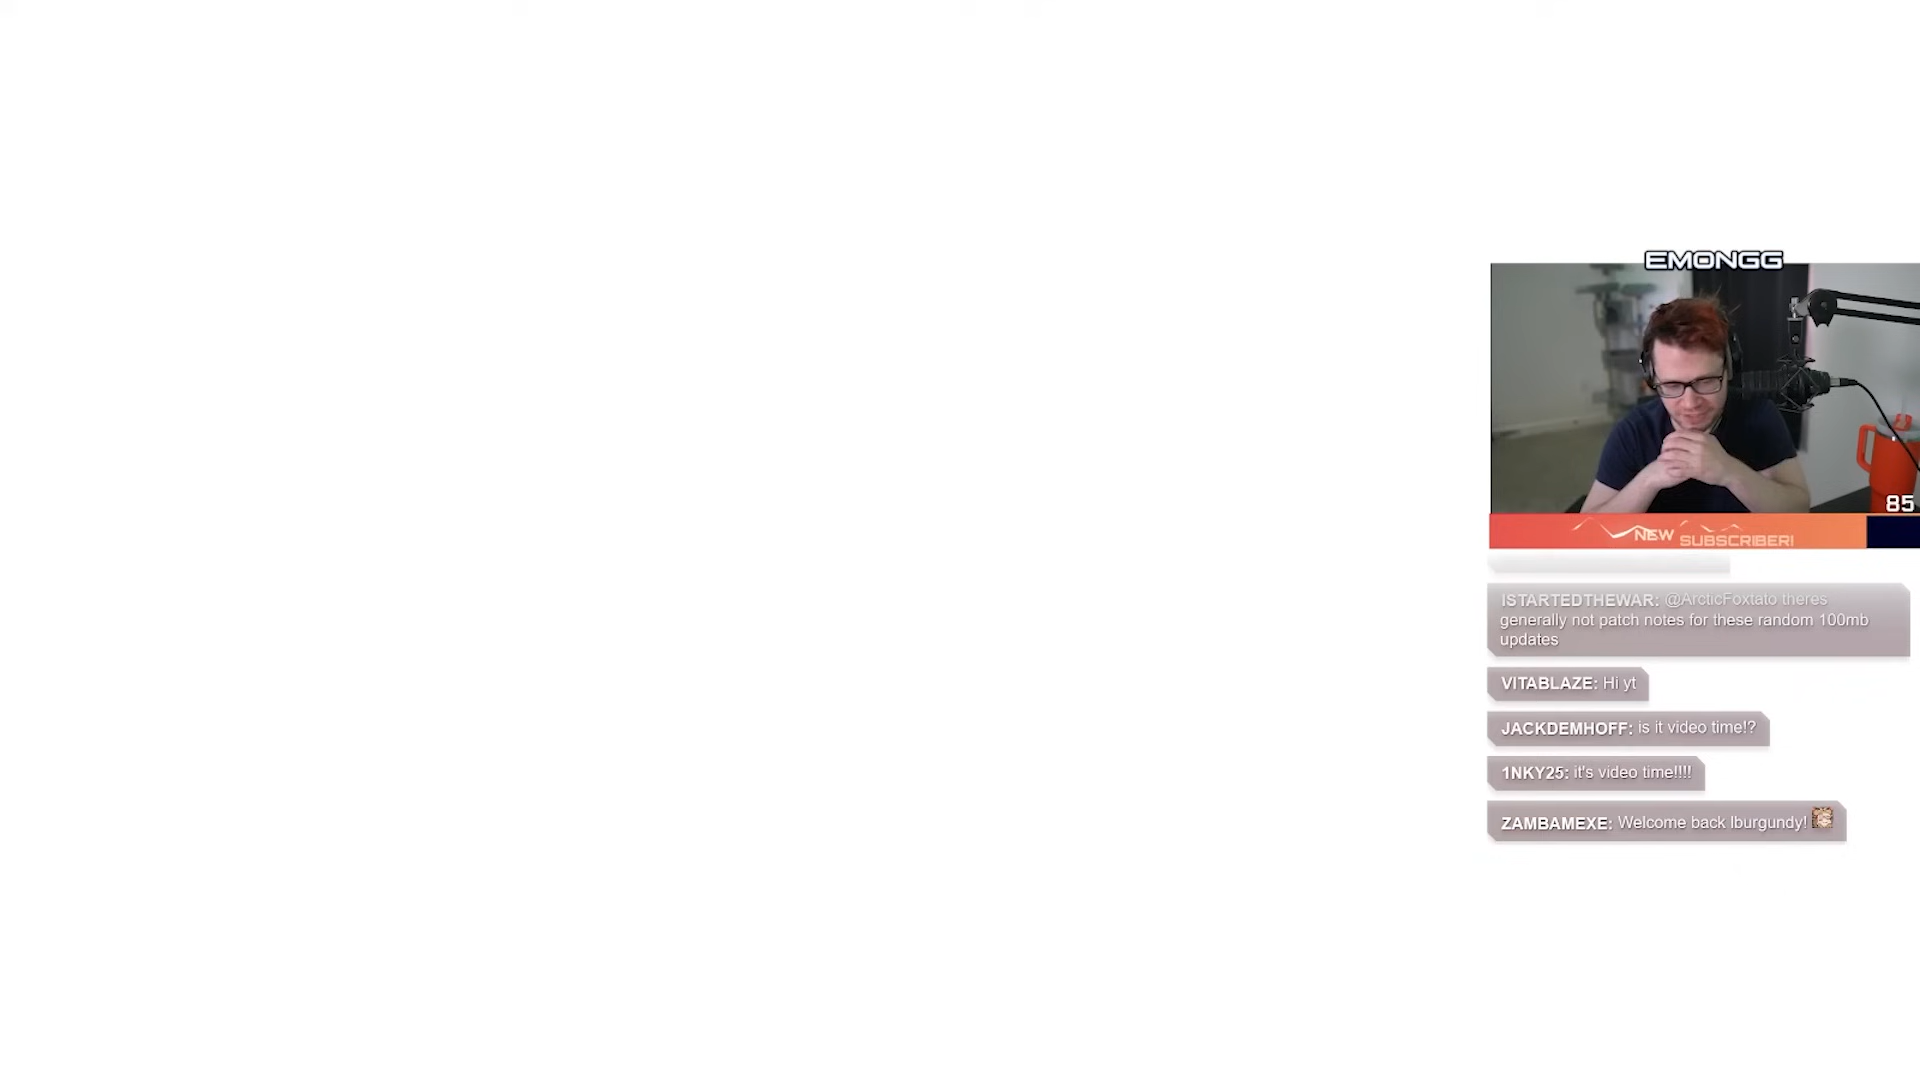 EMONGG
85
NEW SUBSCRIBER!
ISTARTEDTHEWAR: @ArcticFoxtato theres
generally not patch notes for these random 100mb
updates
VITABLAZE: Hi yt
JACKDEMHOFF: is it video time!?
1NKY25: it's video time!!!!
ZAMBAMEXE: Welcome back lburgundy!